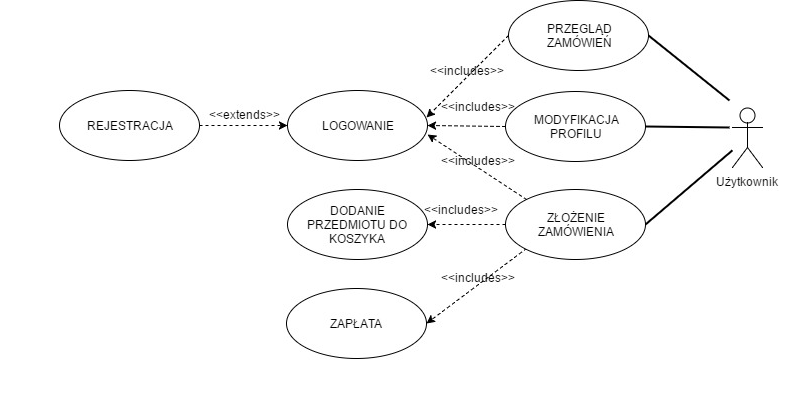 PRZEGLĄD
ZAMÓWIEŃ
<<includes>>
<<includes>>
<<extends>>
REJESTRACJA
LOGOWANIE
MODYFIKACJA
PROFILU
<<includes>>
Użytkownik
DODANIE
PRZEDMIOTU DO
KOSZYKA
<<includes>>
ZŁOŻENIE
ZAMÓWIENIA
<<includes>>
ZAPŁATA